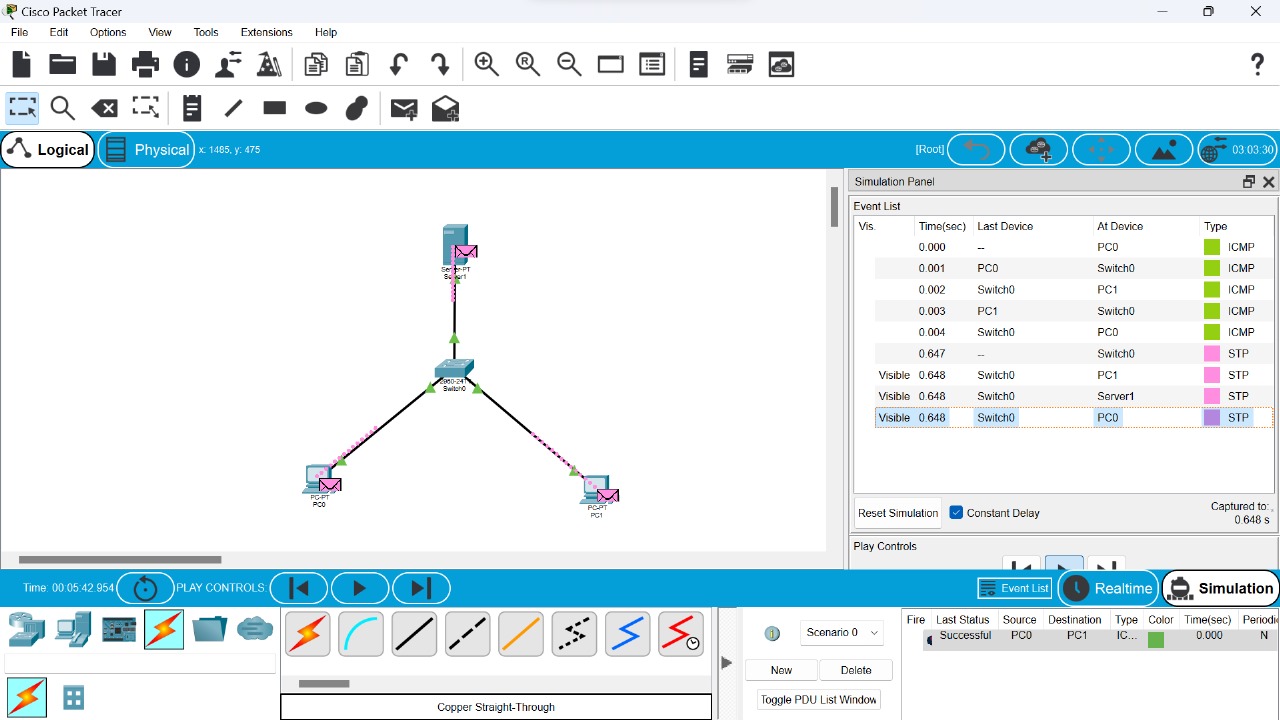 Cisco Packet Tracer
File Edit Options View Tools Extensions Help
Logical Physical x: 1485, y: 475 [Root] 03:03:30
Simulation Panel
Event List
Vis. Time(sec) Last Device At Device Type
0.000 -- PC0 ICMP
0.001 PC0 Switch0 ICMP
0.002 Switch0 PC1 ICMP
0.003 PC1 Switch0 ICMP
0.004 Switch0 PC0 ICMP
0.647 -- Switch0 STP
Visible 0.648 Switch0 PC1 STP
Visible 0.648 Switch0 Server1 STP
Visible 0.648 Switch0 PC0 STP
Server-PT
Server1
2960-24TT
Switch0
PC-PT
PC0
PC-PT
PC1
Reset Simulation Constant Delay Captured to:
0.648 s
Play Controls
Time: 00:05:42.954 PLAY CONTROLS: Event List Realtime Simulation
Scenario 0
New Delete
Toggle PDU List Window
Copper Straight-Through
Fire Last Status Source Destination Type Color Time(sec) Periodi
Successful PC0 PC1 IC... 0.000 N